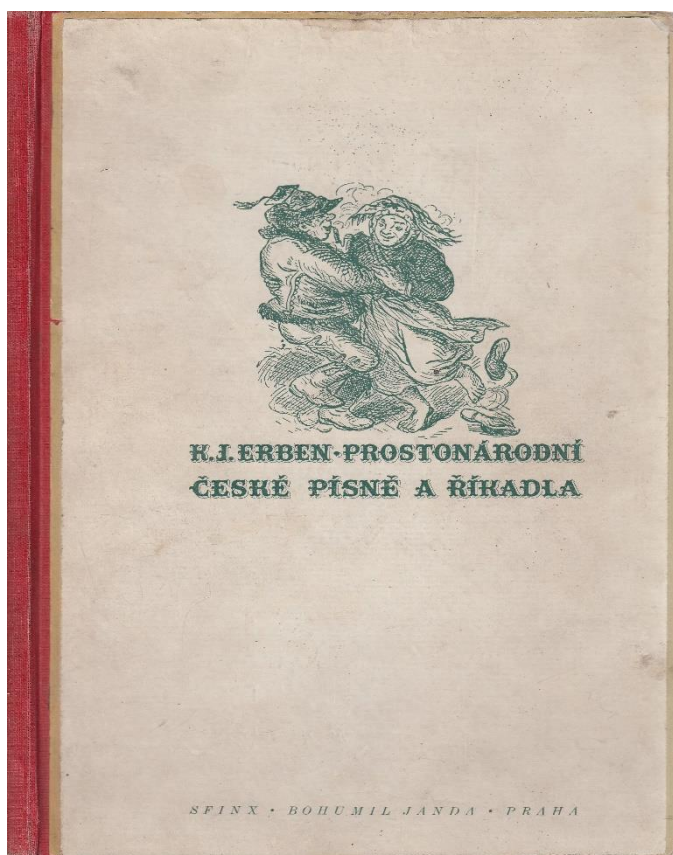 K.J.ERBEN·PROSTONÁRODNÍ
ČESKÉ PÍSNĚ A ŘÍKADLA
SFINX · BOHUMIL JANDA · PRAHA